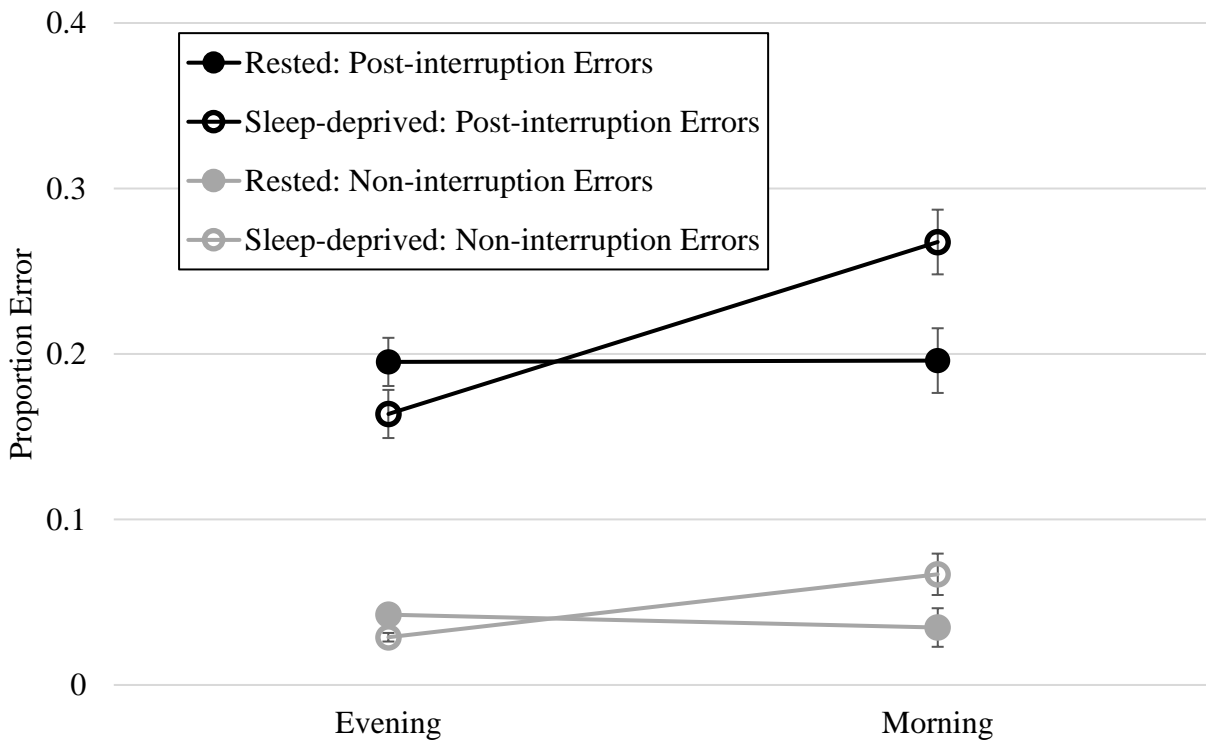 0.4
Rested: Post-interruption Errors
Sleep-deprived: Post-interruption Errors
Rested: Non-interruption Errors
Sleep-deprived: Non-interruption Errors
0.3
Proportion Error
0.2
0.1
0
Evening
Morning